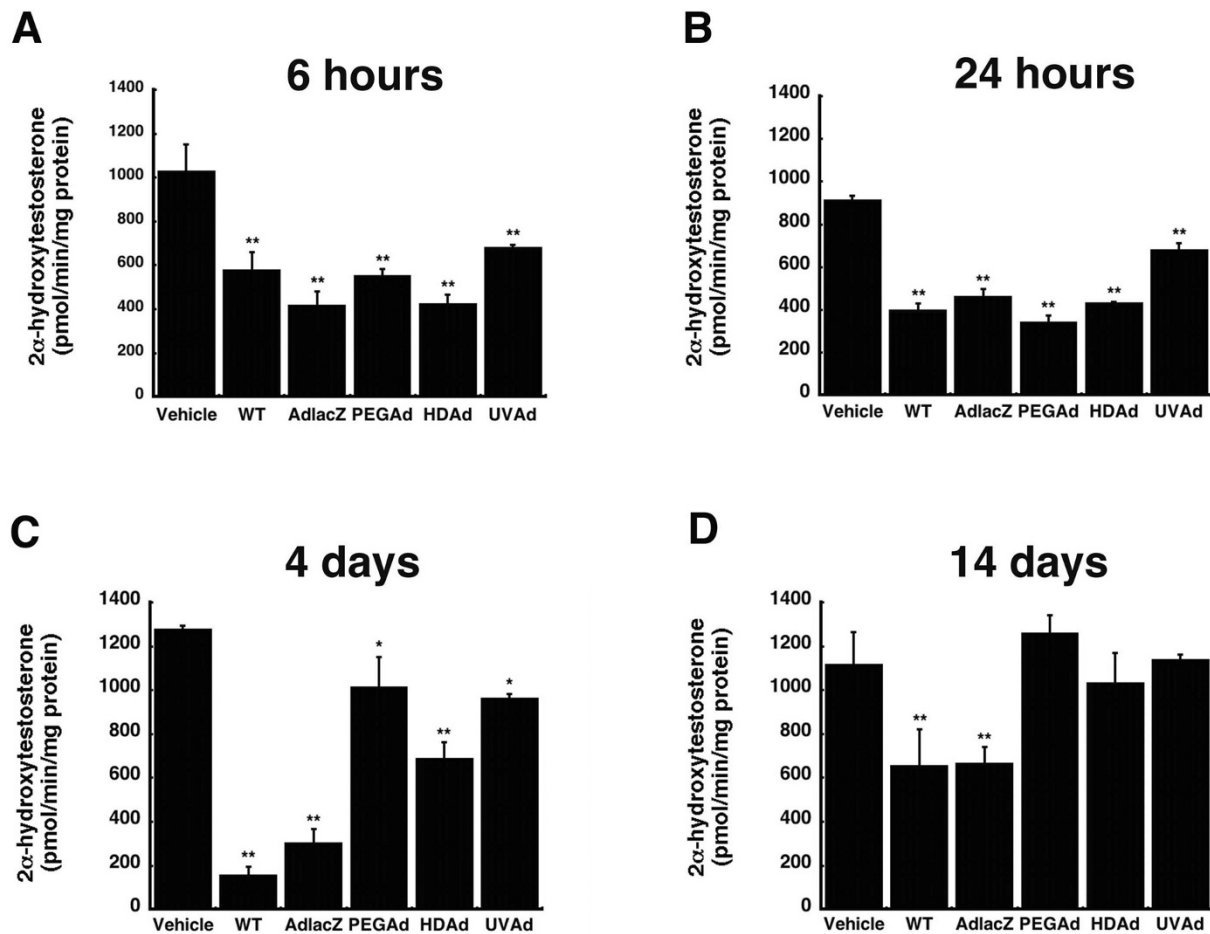 A
6 hours
2α-hydroxytestosterone
(pmol/min/mg protein)
1400
1200
1000
800
600
400
200
0
**
**
**
**
**
Vehicle WT AdlacZ PEGAd HDAd UVAd
B
24 hours
2α-hydroxytestosterone
(pmol/min/mg protein)
1400
1200
1000
800
600
400
200
0
**
**
**
**
**
Vehicle WT AdlacZ PEGAd HDAd UVAd
C
4 days
2α-hydroxytestosterone
(pmol/min/mg protein)
1400
1200
1000
800
600
400
200
0
**
**
*
**
*
Vehicle WT AdlacZ PEGAd HDAd UVAd
D
14 days
2α-hydroxytestosterone
(pmol/min/mg protein)
1400
1200
1000
800
600
400
200
0
**
**
Vehicle WT AdlacZ PEGAd HDAd UVAd